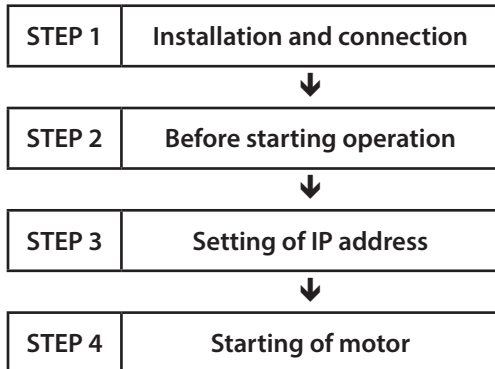 STEP 1 Installation and connection
STEP 2 Before starting operation
STEP 3 Setting of IP address
STEP 4 Starting of motor